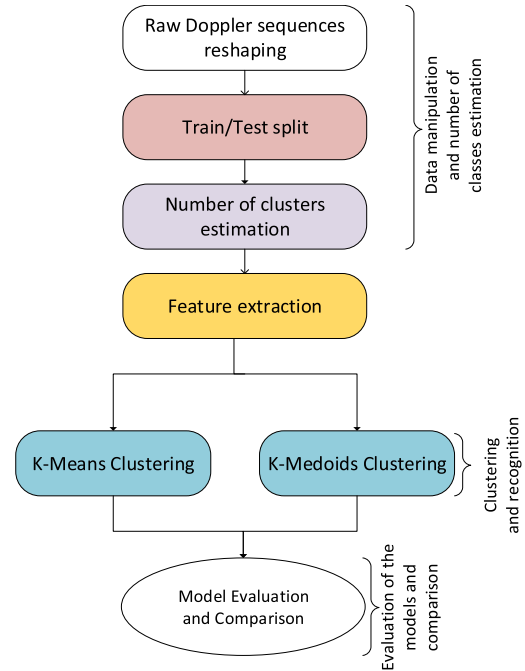 Raw Doppler sequences
reshaping
Train/Test split
Number of clusters
estimation
Data manipulation
and number of
classes estimation
Feature extraction
K-Means Clustering
K-Medoids Clustering
Clustering
and recognition
Model Evaluation
and Comparison
Evaluation of the
models and
comparison